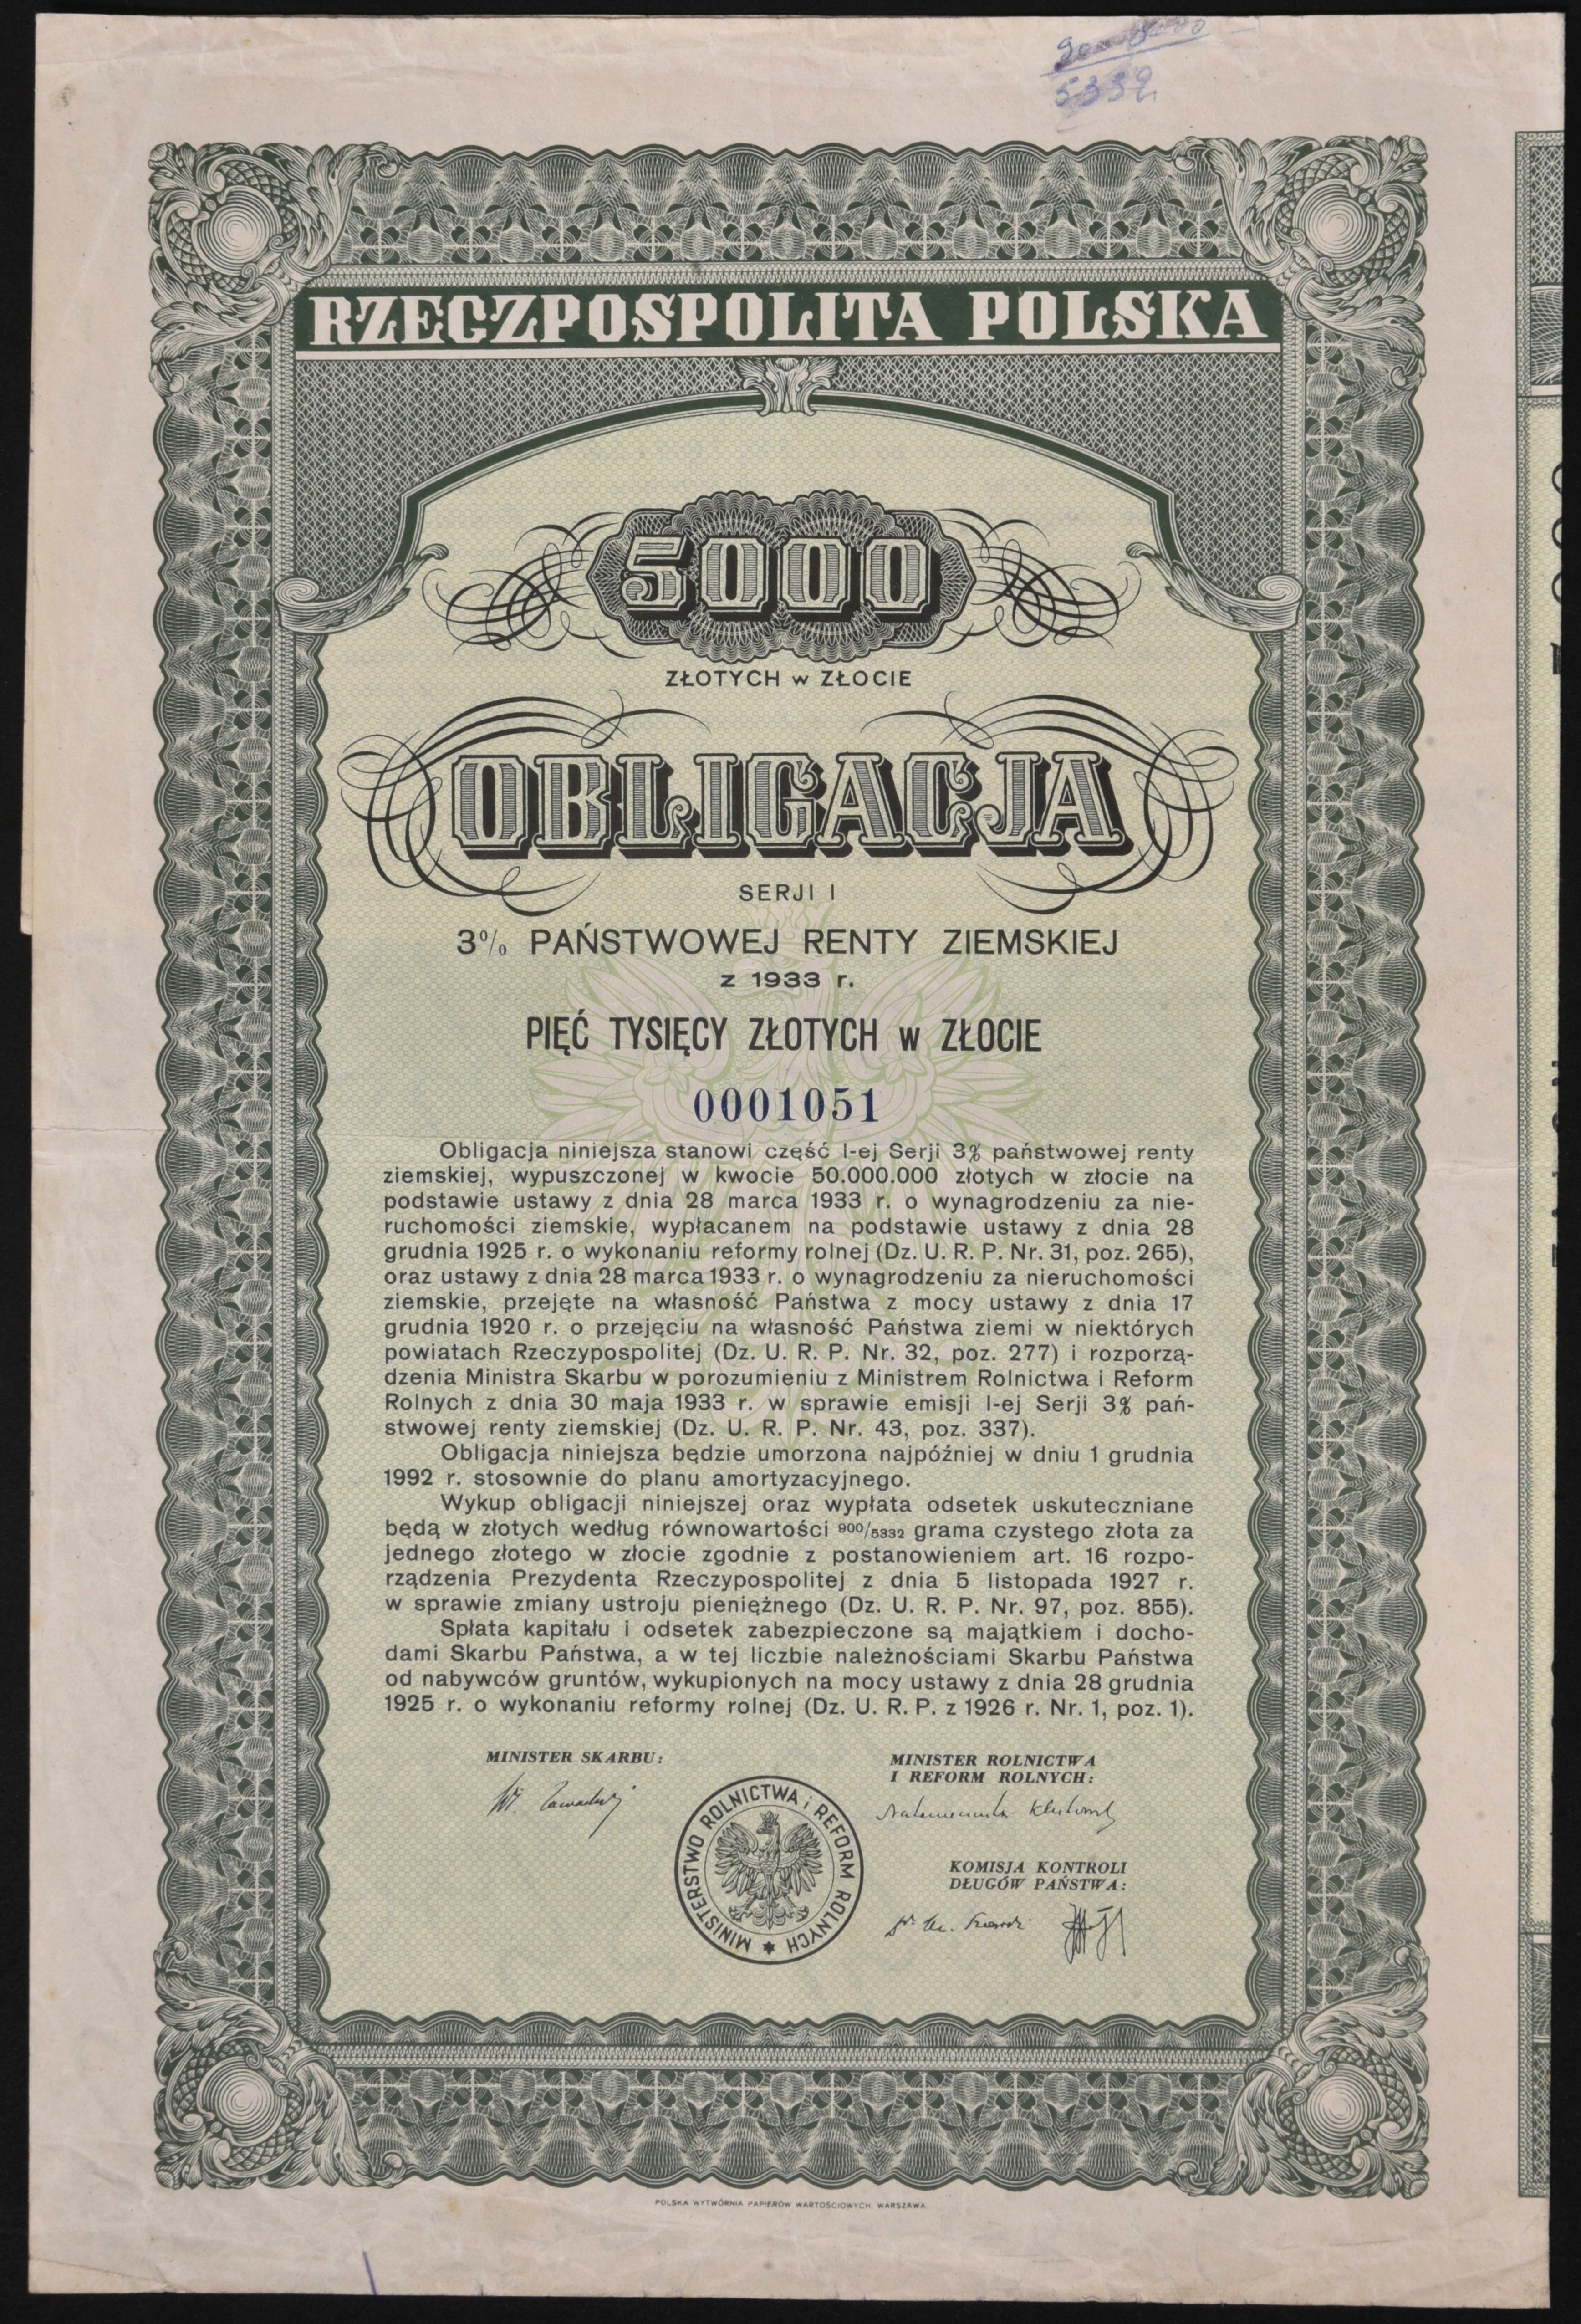 5332
RZECZPOSPOLITA POLSKA
5000
ZŁOTYCH w ZŁOCIE
OBLIGACJA
SERJI I
3% PAŃSTWOWEJ RENTY ZIEMSKIEJ
z 1933 r.
PIĘĆ TYSIĘCY ZŁOTYCH w ZŁOCIE
0001051
Obligacja niniejsza stanowi część I-ej Serji 3% państwowej renty
ziemskiej, wypuszczonej w kwocie 50.000.000 złotych w złocie na
podstawie ustawy z dnia 28 marca 1933 r. o wynagrodzeniu za nie-
ruchomości ziemskie, wypłacanem na podstawie ustawy z dnia 28
grudnia 1925 r. o wykonaniu reformy rolnej (Dz. U. R. P. Nr. 31, poz. 265),
oraz ustawy z dnia 28 marca 1933 r. o wynagrodzeniu za nieruchomości
ziemskie, przejęte na własność Państwa z mocy ustawy z dnia 17
grudnia 1920 r. o przejęciu na własność Państwa ziemi w niektórych
powiatach Rzeczypospolitej (Dz. U. R. P. Nr. 32, poz. 277) i rozporzą-
dzenia Ministra Skarbu w porozumieniu z Ministrem Rolnictwa i Reform
Rolnych z dnia 30 maja 1933 r. w sprawie emisji I-ej Serji 3% pań-
stwowej renty ziemskiej (Dz. U. R. P. Nr. 43, poz. 337).
Obligacja niniejsza będzie umorzona najpóźniej w dniu 1 grudnia
1992 r. stosownie do planu amortyzacyjnego.
Wykup obligacji niniejszej oraz wypłata odsetek uskuteczniane
będą w złotych według równowartości 900/5332 grama czystego złota za
jednego złotego w złocie zgodnie z postanowieniem art. 16 rozpo-
rządzenia Prezydenta Rzeczypospolitej z dnia 5 listopada 1927 r.
w sprawie zmiany ustroju pieniężnego (Dz. U. R. P. Nr. 97, poz. 855).
Spłata kapitału i odsetek zabezpieczone są majątkiem i docho-
dami Skarbu Państwa, a w tej liczbie należnościami Skarbu Państwa
od nabywców gruntów, wykupionych na mocy ustawy z dnia 28 grudnia
1925 r. o wykonaniu reformy rolnej (Dz. U. R. P. z 1926 r. Nr. 1, poz. 1).
MINISTER SKARBU:
MINISTER ROLNICTWA
I REFORM ROLNYCH:
MINISTERSTWO ROLNICTWA i REFORM ROLNYCH
KOMISJA KONTROLI
DŁUGÓW PAŃSTWA:
POLSKA WYTWÓRNIA PAPIERÓW WARTOŚCIOWYCH. WARSZAWA